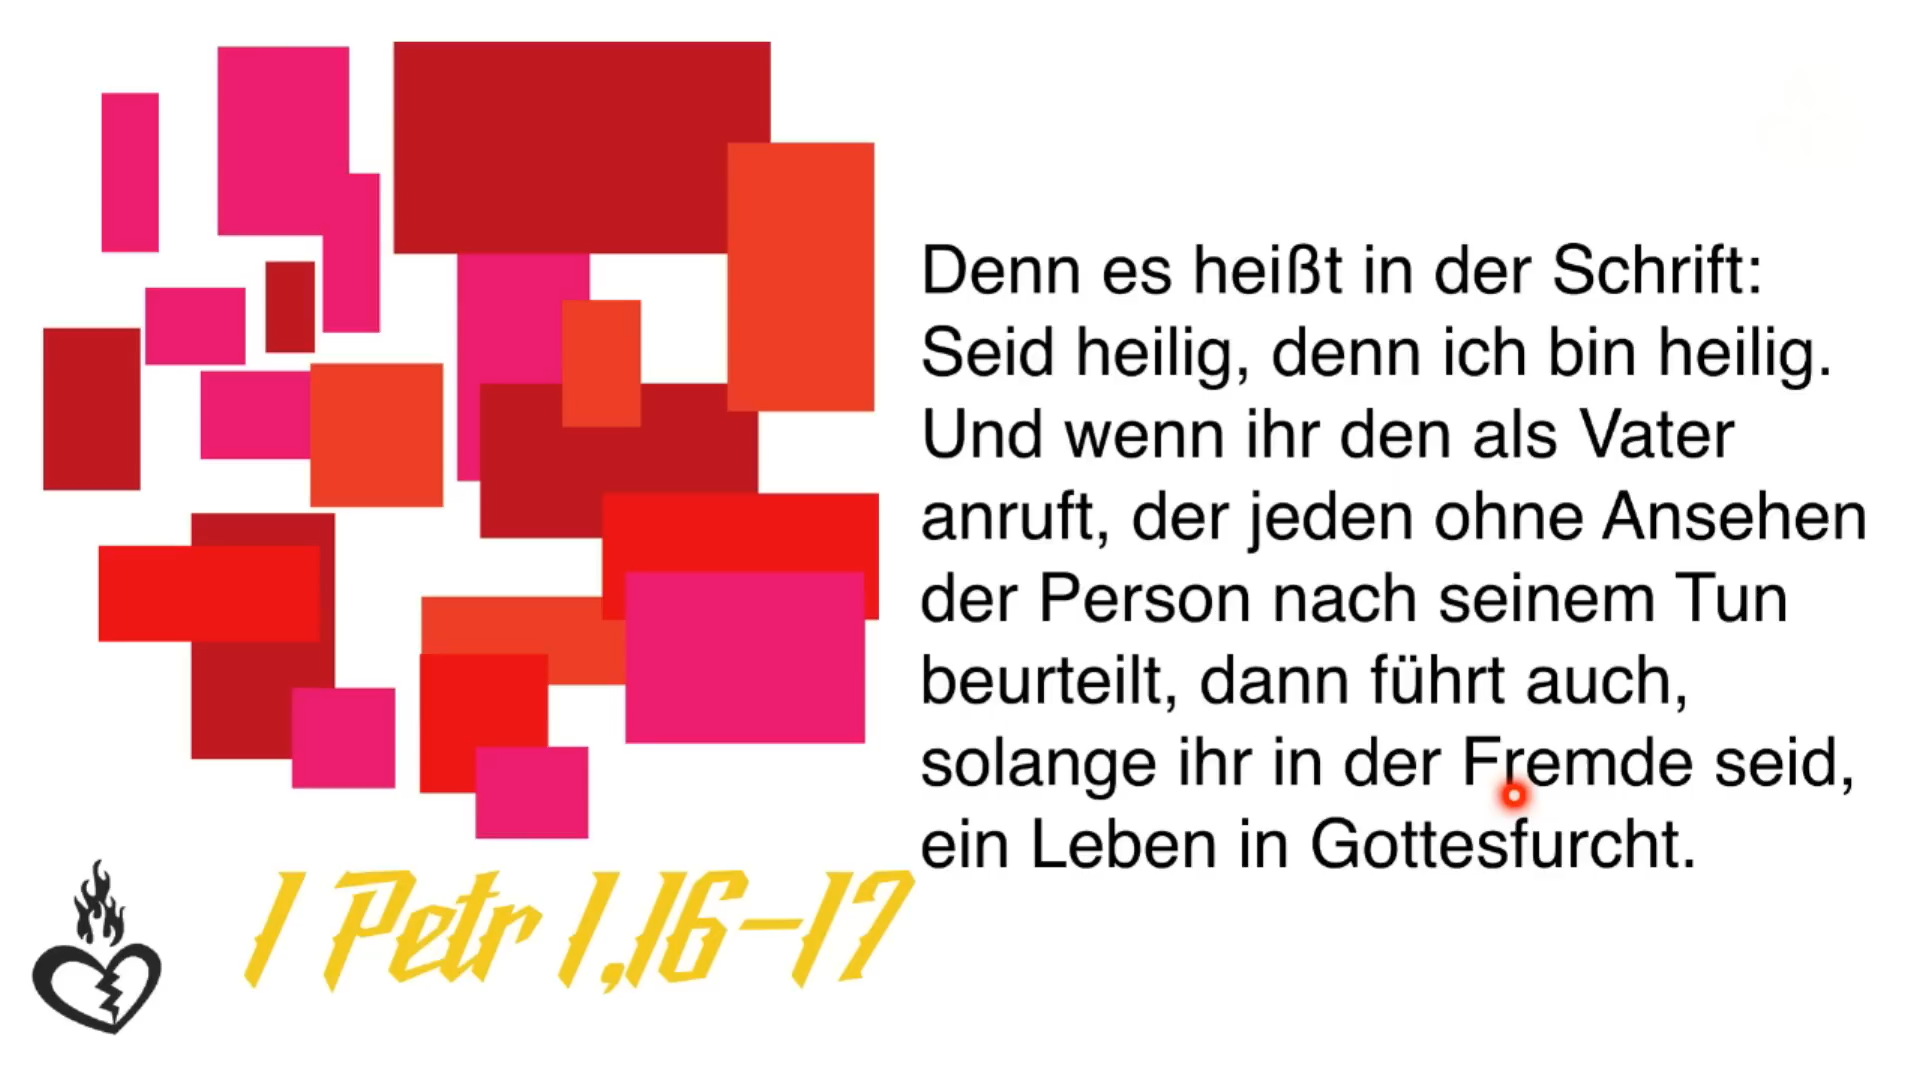 Denn es heißt in der Schrift:
Seid heilig, denn ich bin heilig.
Und wenn ihr den als Vater
anruft, der jeden ohne Ansehen
der Person nach seinem Tun
beurteilt, dann führt auch,
solange ihr in der Fremde seid,
ein Leben in Gottesfurcht.
1 Petr 1,16-17